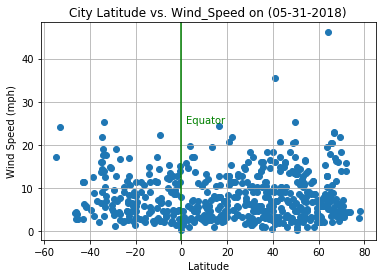 City Latitude vs. Wind_Speed on (05-31-2018)
Wind Speed (mph)
40
30
20
10
0
Equator
−60 −40 −20 0 20 40 60 80
Latitude